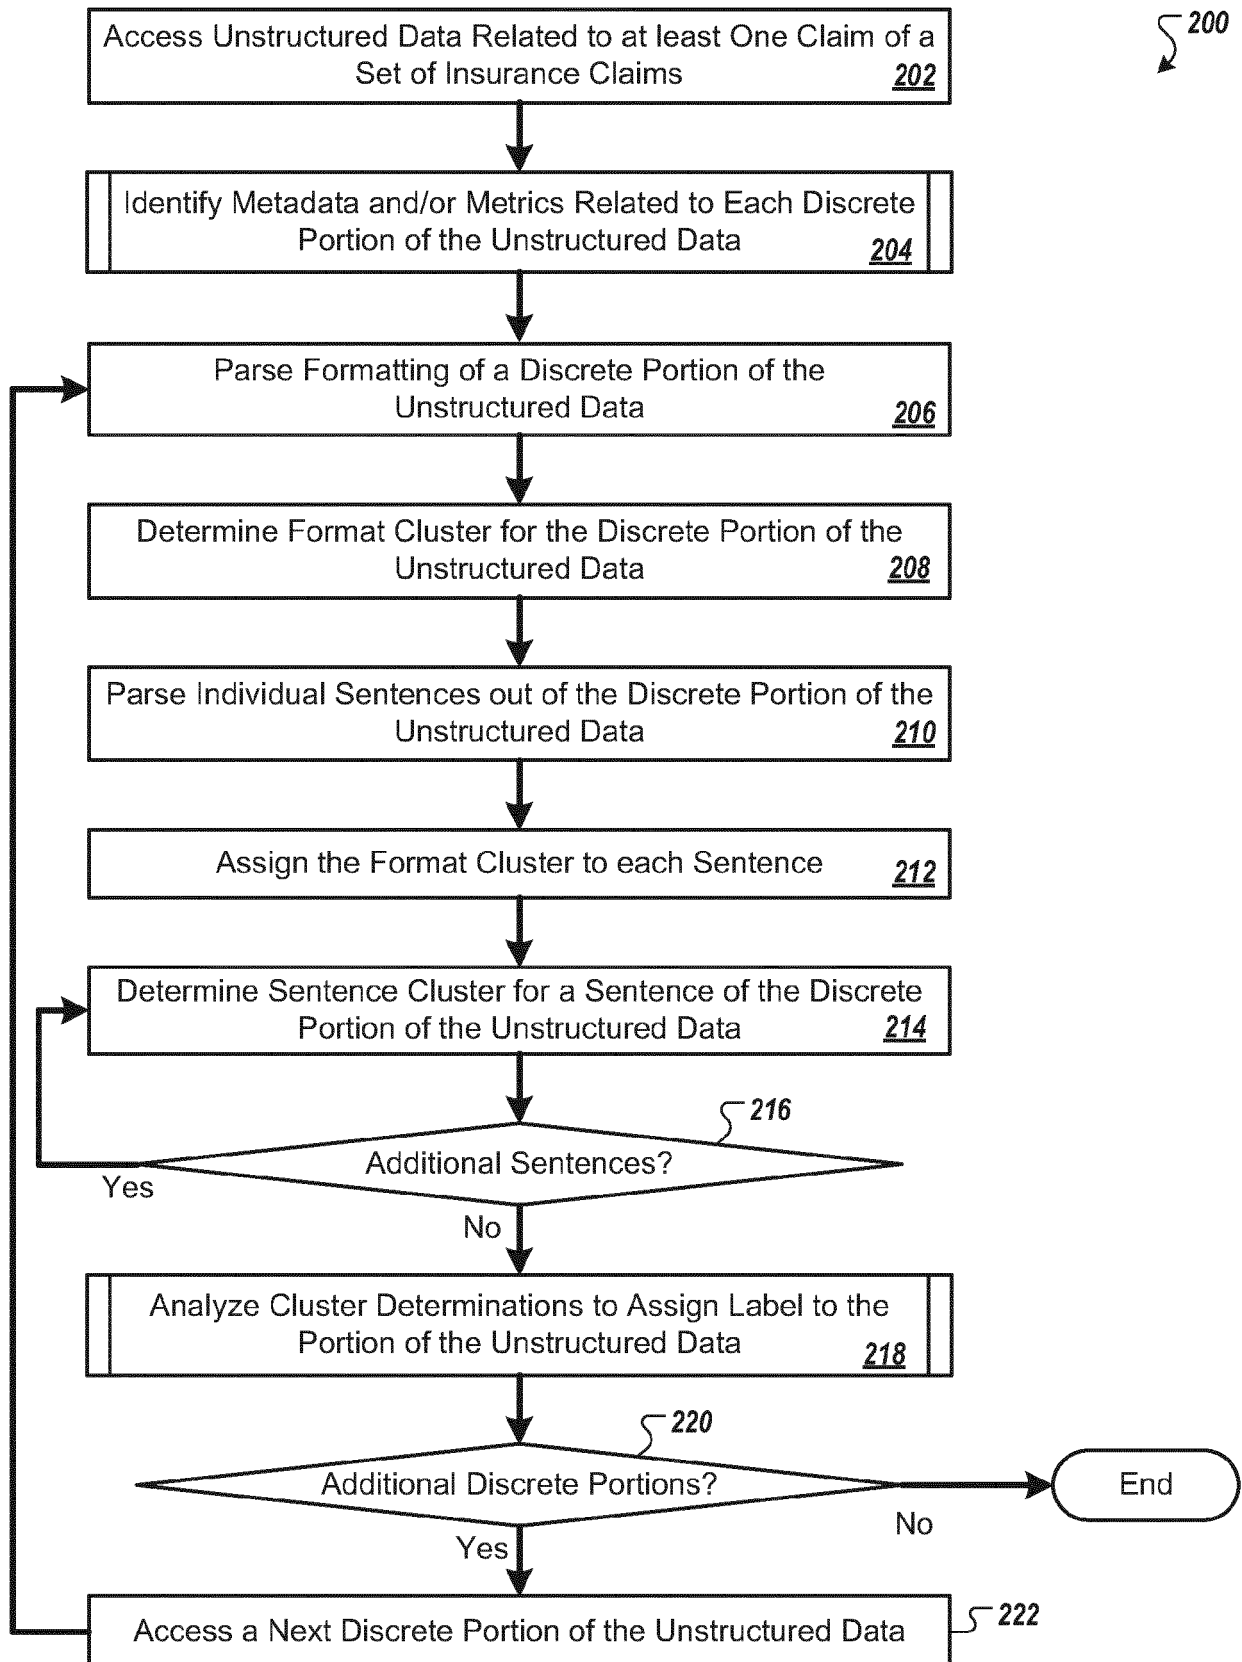 200
Access Unstructured Data Related to at least One Claim of a
Set of Insurance Claims
202
Identify Metadata and/or Metrics Related to Each Discrete
Portion of the Unstructured Data
204
Parse Formatting of a Discrete Portion of the
Unstructured Data
206
Determine Format Cluster for the Discrete Portion of the
Unstructured Data
208
Parse Individual Sentences out of the Discrete Portion of the
Unstructured Data
210
Assign the Format Cluster to each Sentence
212
Determine Sentence Cluster for a Sentence of the Discrete
Portion of the Unstructured Data
214
216
Additional Sentences?
Yes
No
Analyze Cluster Determinations to Assign Label to the
Portion of the Unstructured Data
218
220
Additional Discrete Portions?
End
No
Yes
Access a Next Discrete Portion of the Unstructured Data
222